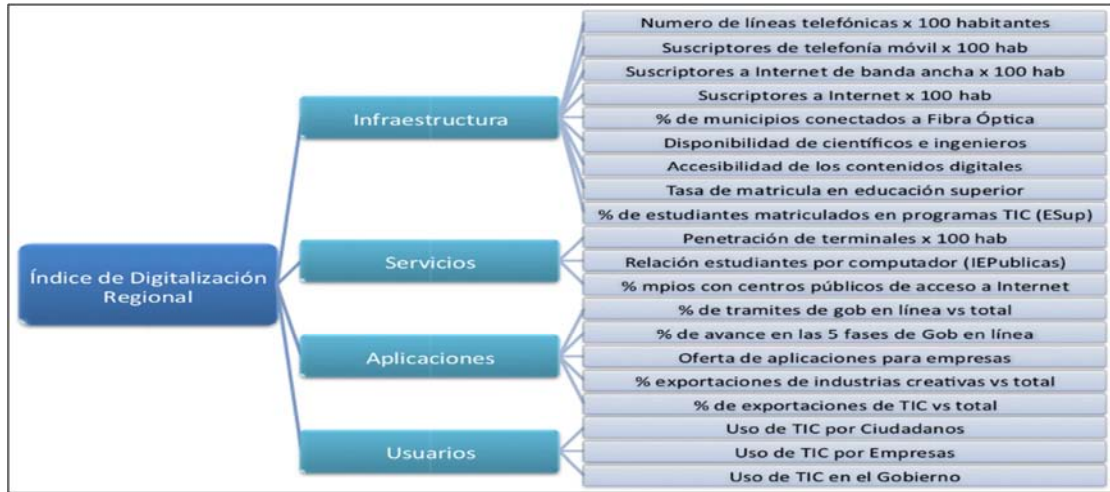 Índice de Digitalización
Regional
Infraestructura
Numero de líneas telefónicas x 100 habitantes
Suscriptores de telefonía móvil x 100 hab
Suscriptores a Internet de banda ancha x 100 hab
Suscriptores a Internet x 100 hab
% de municipios conectados a Fibra Óptica
Disponibilidad de científicos e ingenieros
Accesibilidad de los contenidos digitales
Tasa de matricula en educación superior
% de estudiantes matriculados en programas TIC (ESup)
Servicios
Penetración de terminales x 100 hab
Relación estudiantes por computador (IEPublicas)
% mpios con centros públicos de acceso a Internet
Aplicaciones
% de tramites de gob en línea vs total
% de avance en las 5 fases de Gob en línea
Oferta de aplicaciones para empresas
% exportaciones de industrias creativas vs total
% de exportaciones de TIC vs total
Usuarios
Uso de TIC por Ciudadanos
Uso de TIC por Empresas
Uso de TIC en el Gobierno